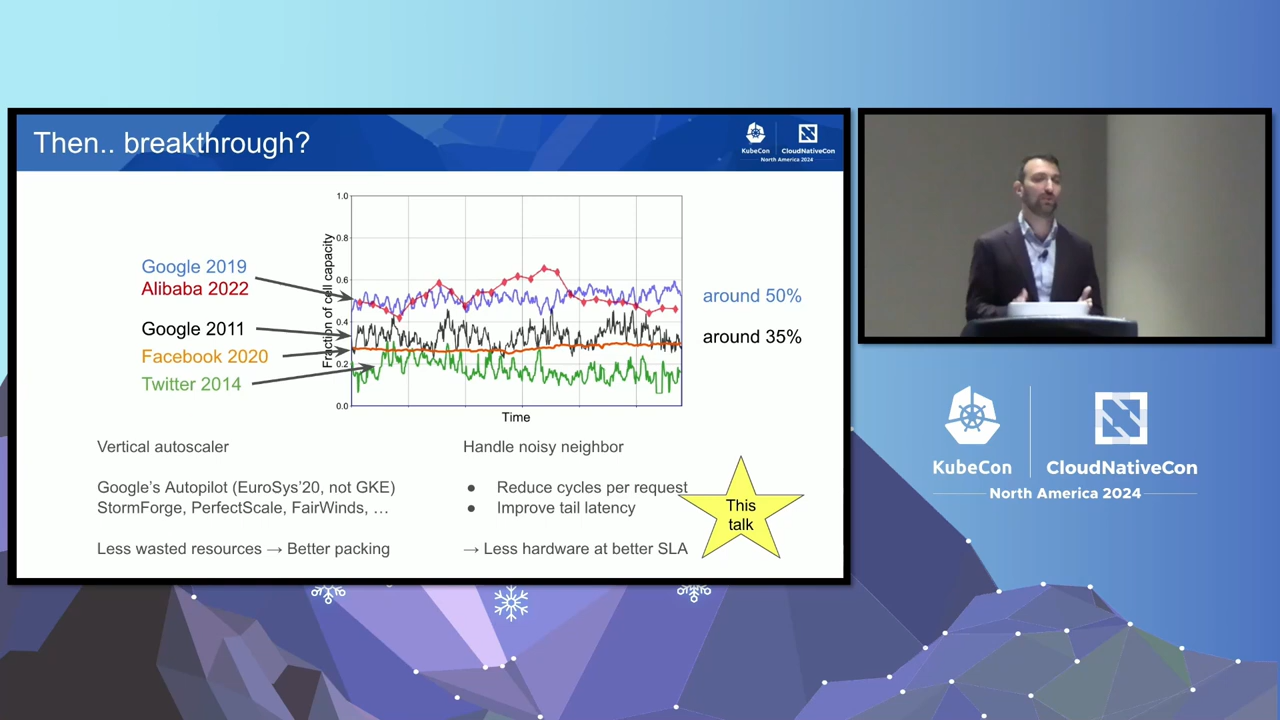 Then.. breakthrough?
KubeCon
CloudNativeCon
North America 2024
1.0
0.8
0.6
0.4
0.2
0.0
Fraction of cell capacity
Time
Google 2019
Alibaba 2022
Google 2011
Facebook 2020
Twitter 2014
around 50%
around 35%
Vertical autoscaler
Google's Autopilot (EuroSys'20, not GKE)
StormForge, PerfectScale, FairWinds, …
Less wasted resources → Better packing
Handle noisy neighbor
● Reduce cycles per request
● Improve tail latency
→ Less hardware at better SLA
This
talk
KubeCon
CloudNativeCon
North America 2024